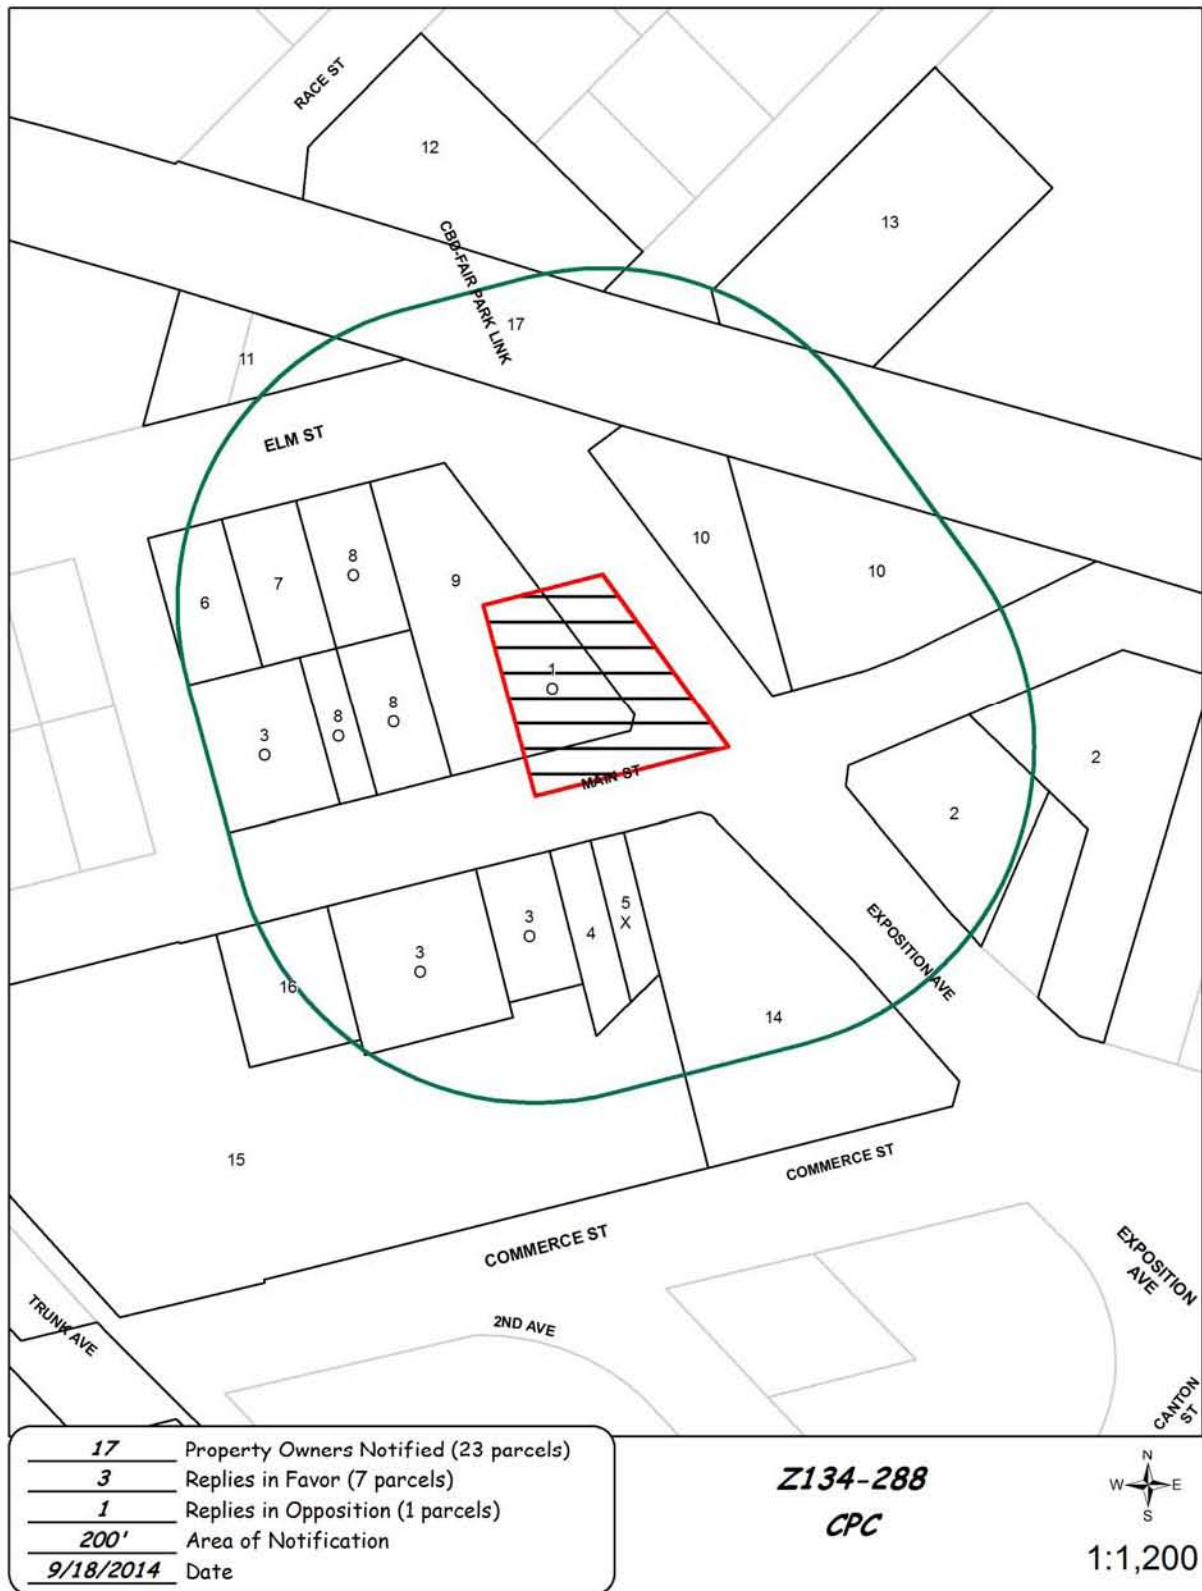 RACE ST
12
13
CBD-FAIR PARK LINK
17
11
ELM ST
10
10
8
O
7
9
6
1
O
8
O
8
O
3
O
2
MAIN ST
2
5
X
3
O
4
EXPOSITION AVE
3
O
16
14
15
COMMERCE ST
COMMERCE ST
EXPOSITION
AVE
TRUNK AVE
2ND AVE
CANTON
ST
17 Property Owners Notified (23 parcels)
3 Replies in Favor (7 parcels)
1 Replies in Opposition (1 parcels)
200' Area of Notification
9/18/2014 Date
Z134-288
CPC
N
W E
S
1:1,200